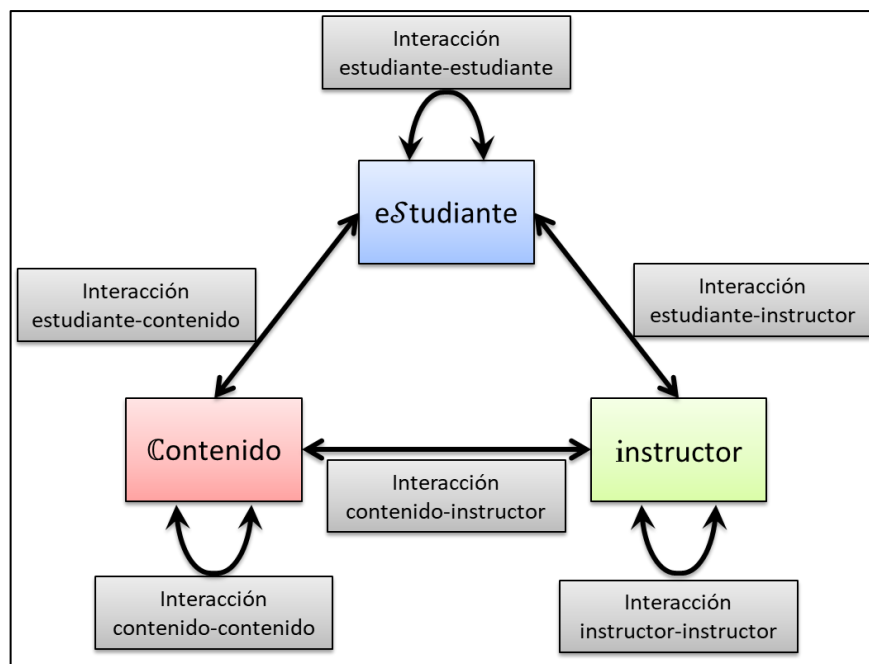 Interacción
estudiante-estudiante
e𝒮tudiante
Interacción
estudiante-contenido
Interacción
estudiante-instructor
ℂontenido
instructor
Interacción
contenido-instructor
Interacción
contenido-contenido
Interacción
instructor-instructor